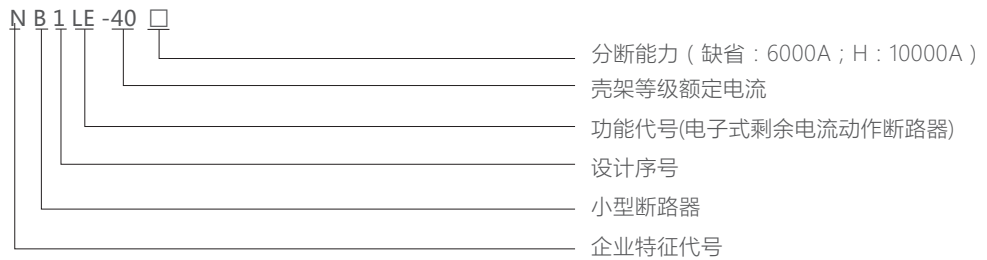 N B 1 LE -40 □
分断能力（缺省：6000A；H：10000A）
壳架等级额定电流
功能代号(电子式剩余电流动作断路器)
设计序号
小型断路器
企业特征代号